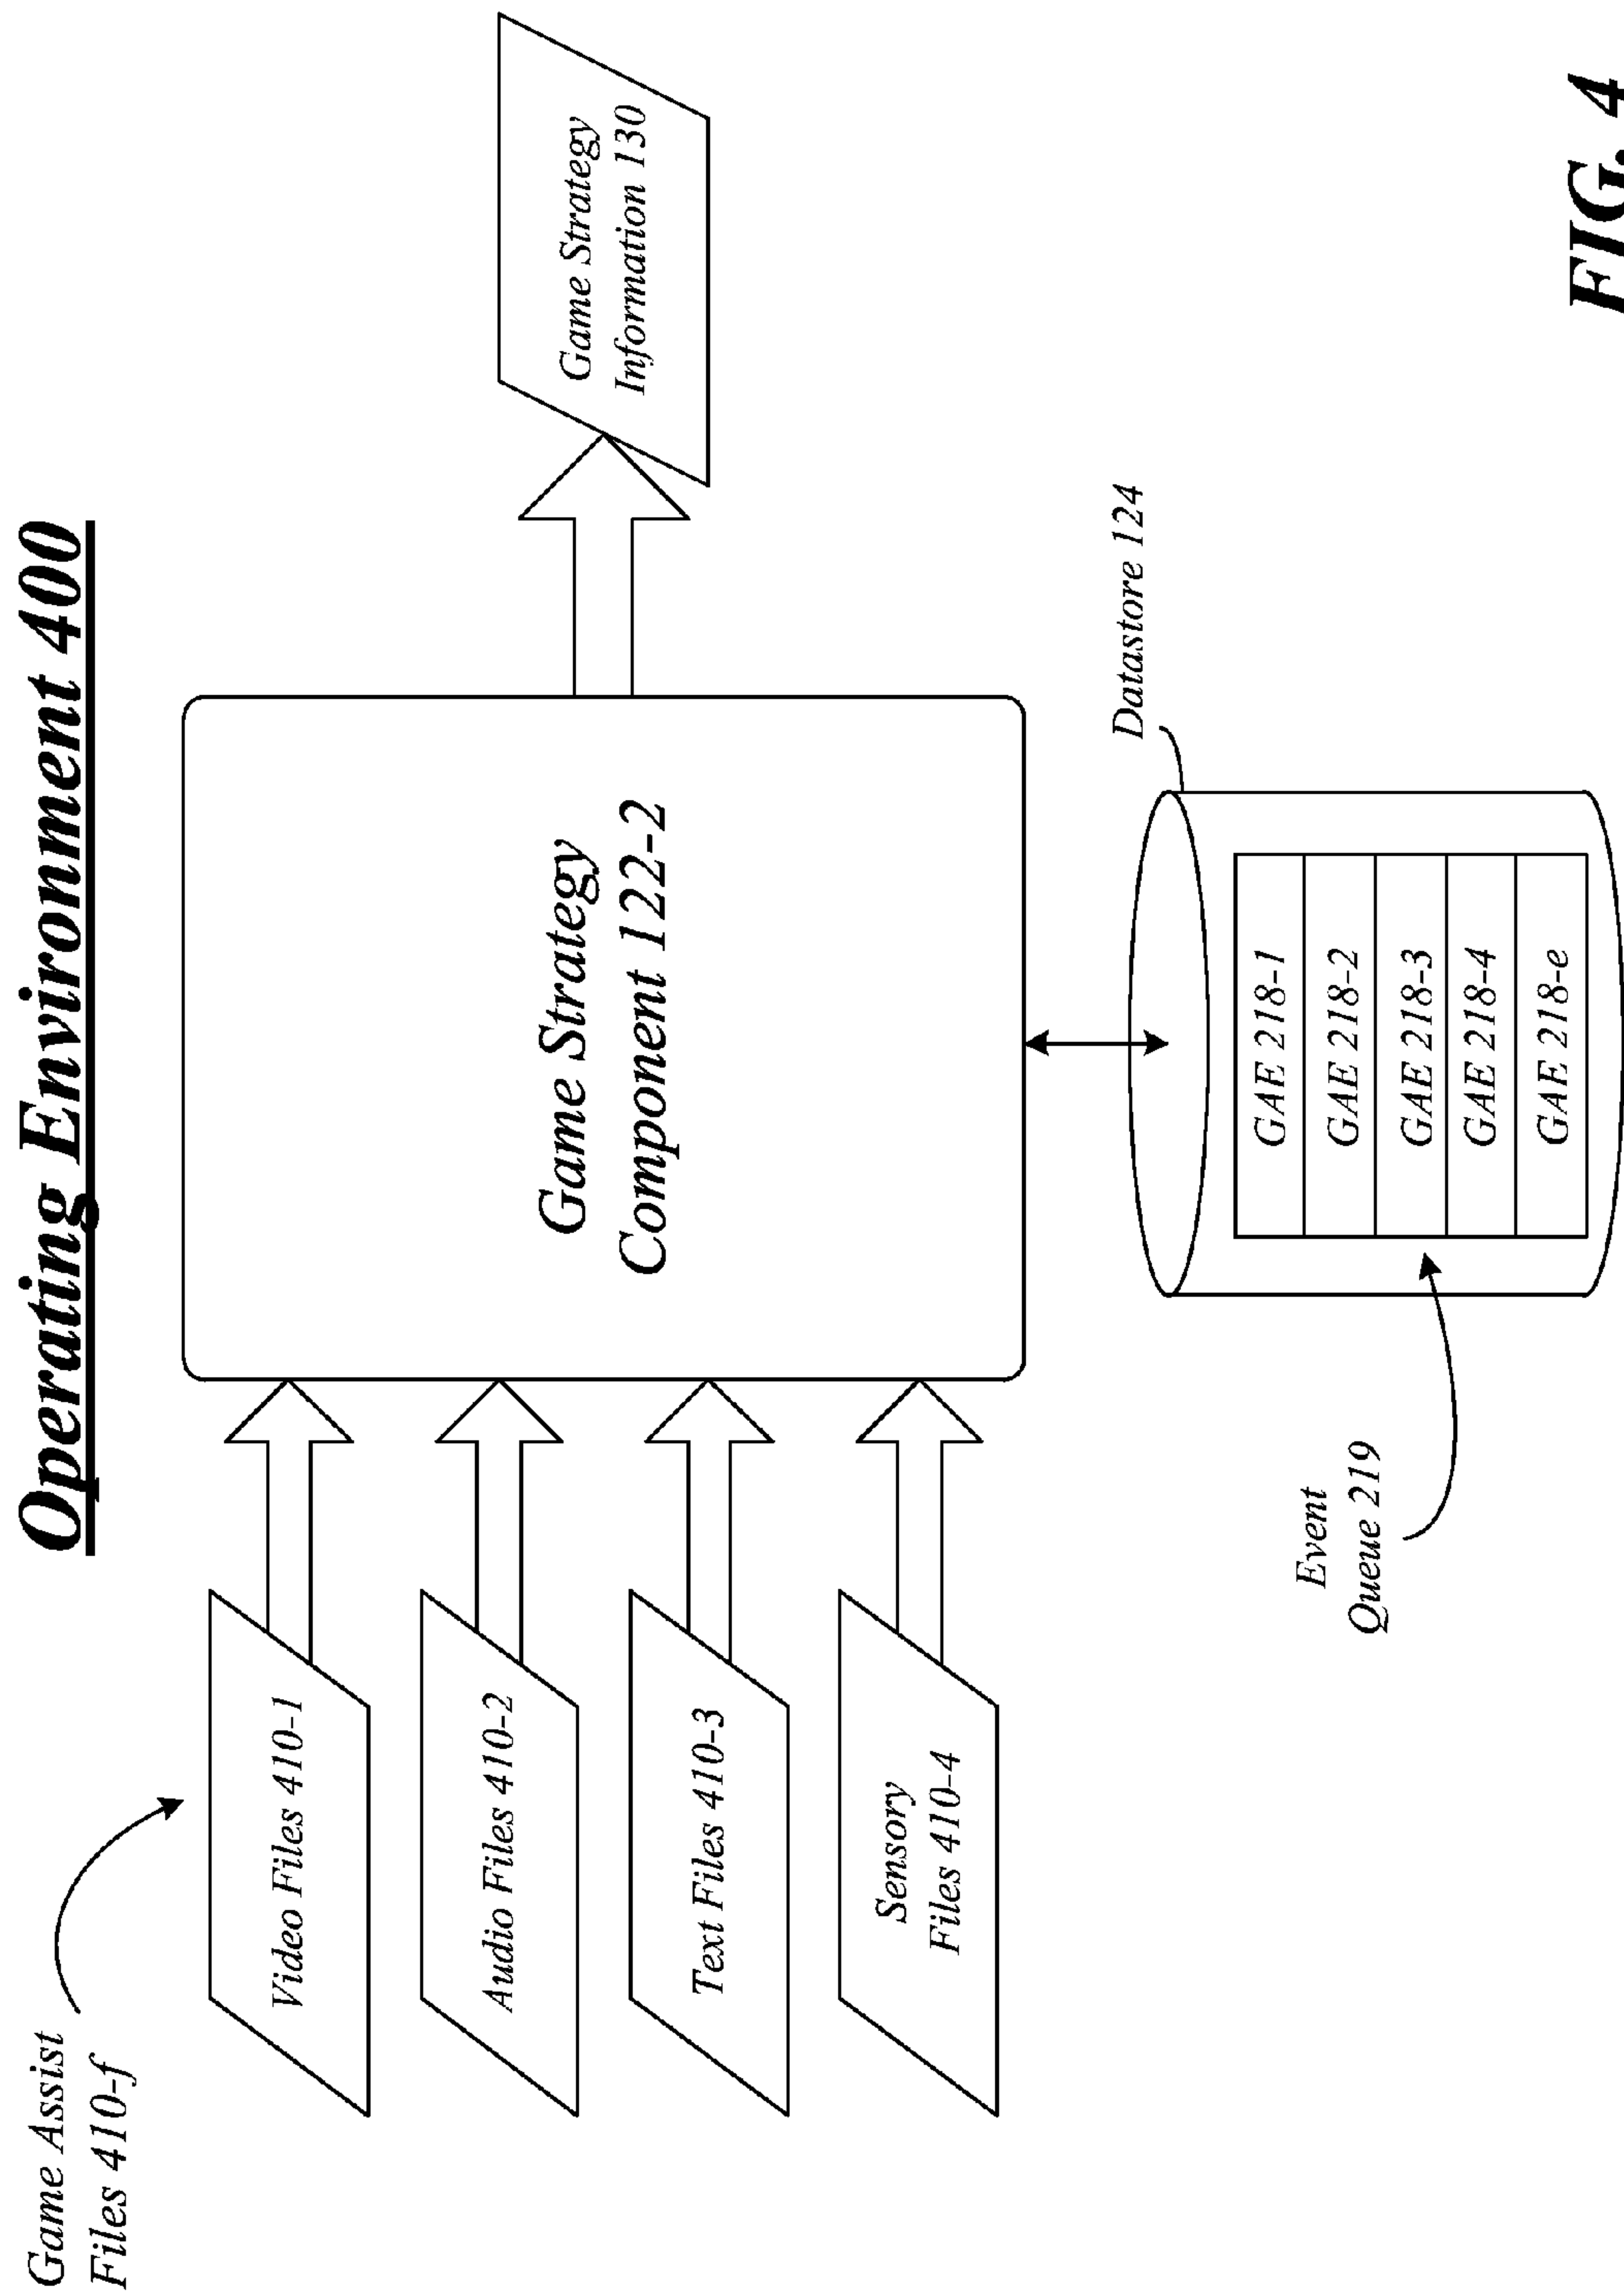 Operating Environment 400
Game Assist
Files 410-f
Video Files 410-1
Audio Files 410-2
Text Files 410-3
Sensory
Files 410-4
Game Strategy
Component 122-2
Game Strategy
Information 130
Datastore 124
Event
Queue 219
GAE 218-1
GAE 218-2
GAE 218-3
GAE 218-4
GAE 218-e
FIG. 4